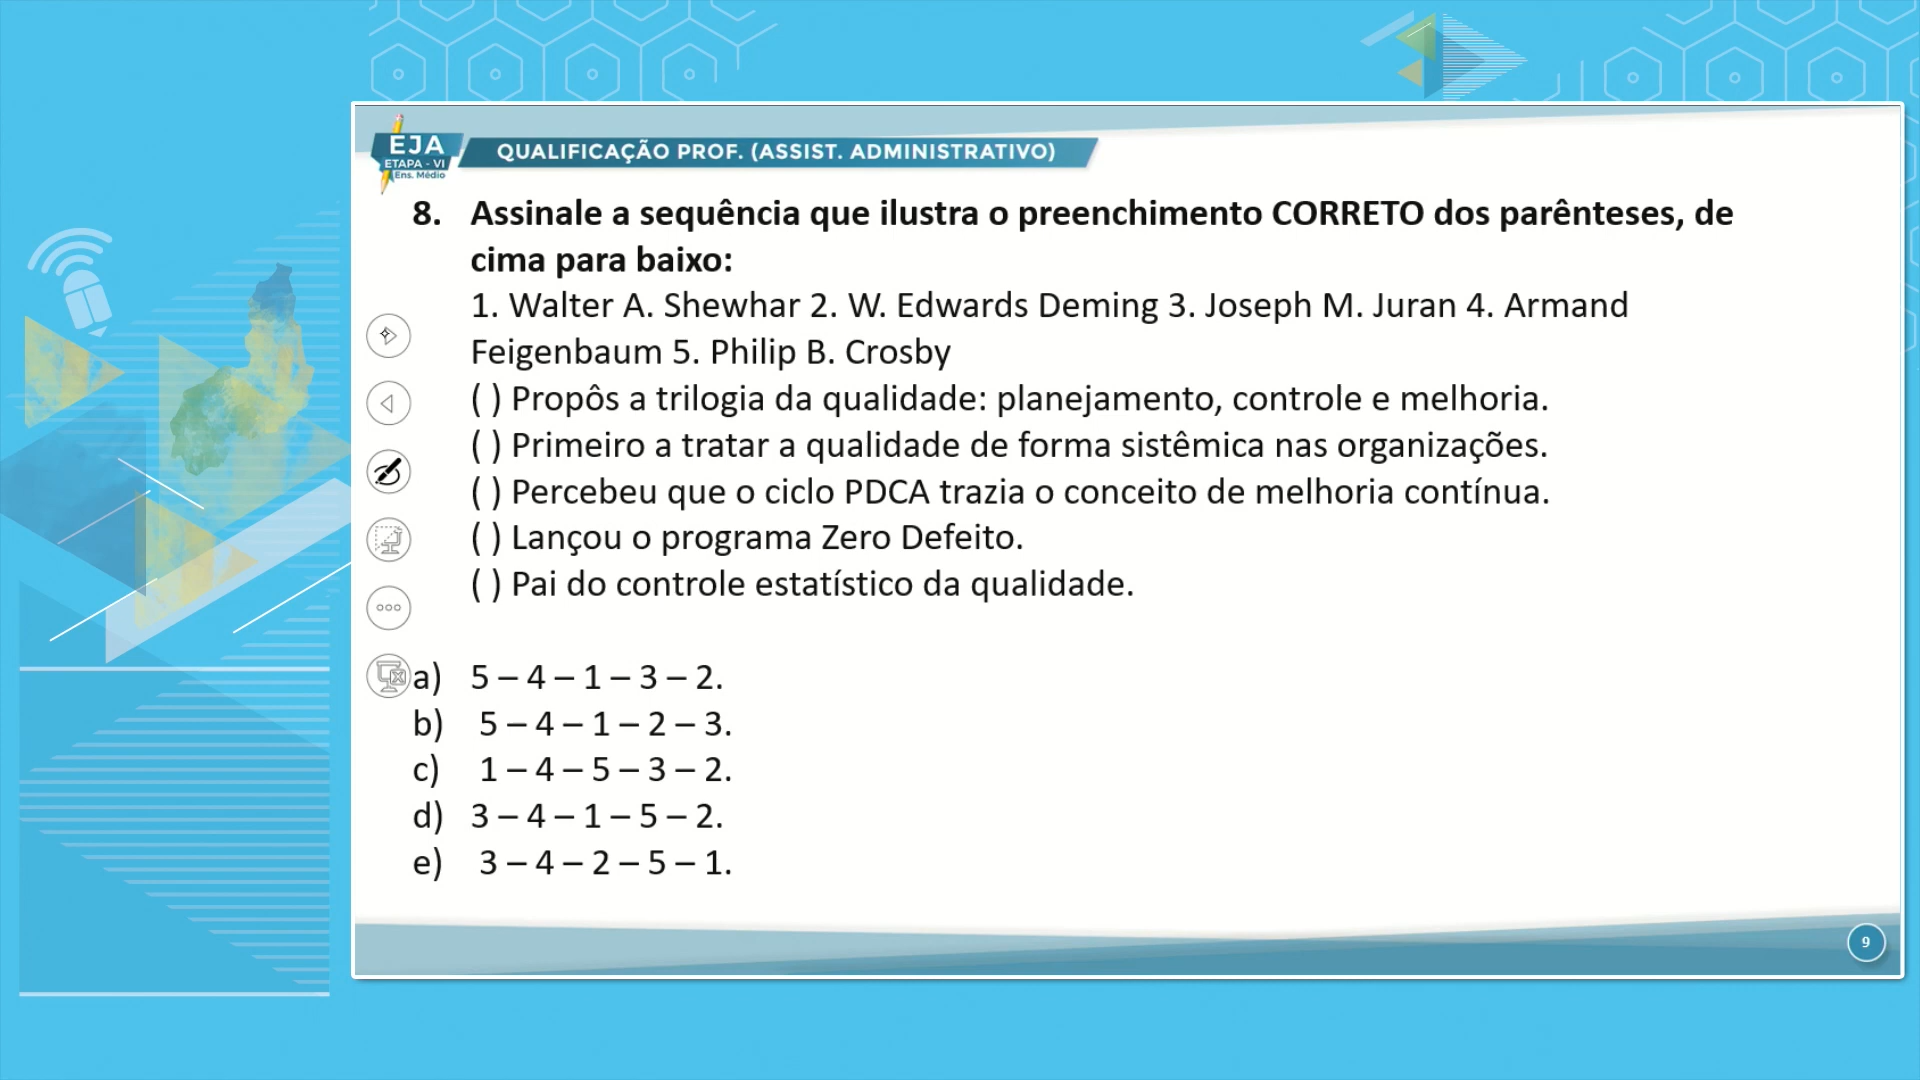 EJA
ETAPA - VI
Ens. Médio
QUALIFICAÇÃO PROF. (ASSIST. ADMINISTRATIVO)
8. Assinale a sequência que ilustra o preenchimento CORRETO dos parênteses, de
cima para baixo:
1. Walter A. Shewhar 2. W. Edwards Deming 3. Joseph M. Juran 4. Armand
Feigenbaum 5. Philip B. Crosby
( ) Propôs a trilogia da qualidade: planejamento, controle e melhoria.
( ) Primeiro a tratar a qualidade de forma sistêmica nas organizações.
( ) Percebeu que o ciclo PDCA trazia o conceito de melhoria contínua.
( ) Lançou o programa Zero Defeito.
( ) Pai do controle estatístico da qualidade.
a) 5 – 4 – 1 – 3 – 2.
b) 5 – 4 – 1 – 2 – 3.
c) 1 – 4 – 5 – 3 – 2.
d) 3 – 4 – 1 – 5 – 2.
e) 3 – 4 – 2 – 5 – 1.
9